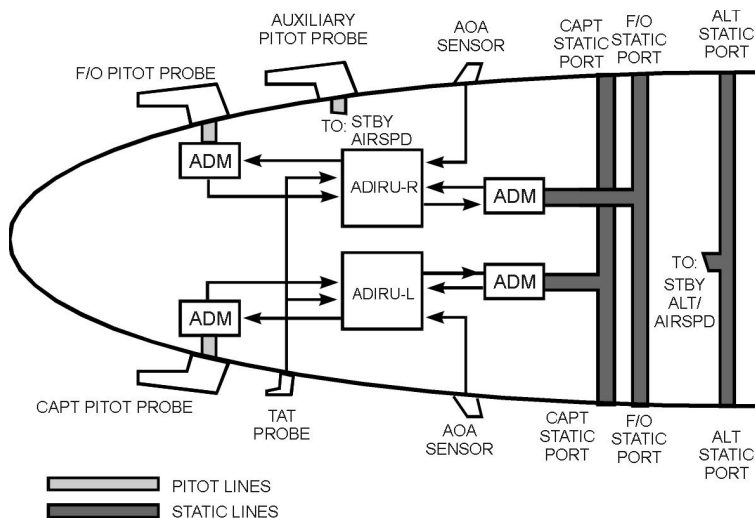 AUXILIARY
PITOT PROBE
F/O PITOT PROBE
AOA
SENSOR
CAPT
STATIC
PORT
F/O
STATIC
PORT
ALT
STATIC
PORT
TO: STBY
AIRSPD
ADM
ADIRU-R
ADM
ADIRU-L
ADM
ADM
TO:
STBY
ALT/
AIRSPD
CAPT PITOT PROBE
TAT
PROBE
AOA
SENSOR
CAPT
STATIC
PORT
F/O
STATIC
PORT
ALT
STATIC
PORT
PITOT LINES
STATIC LINES